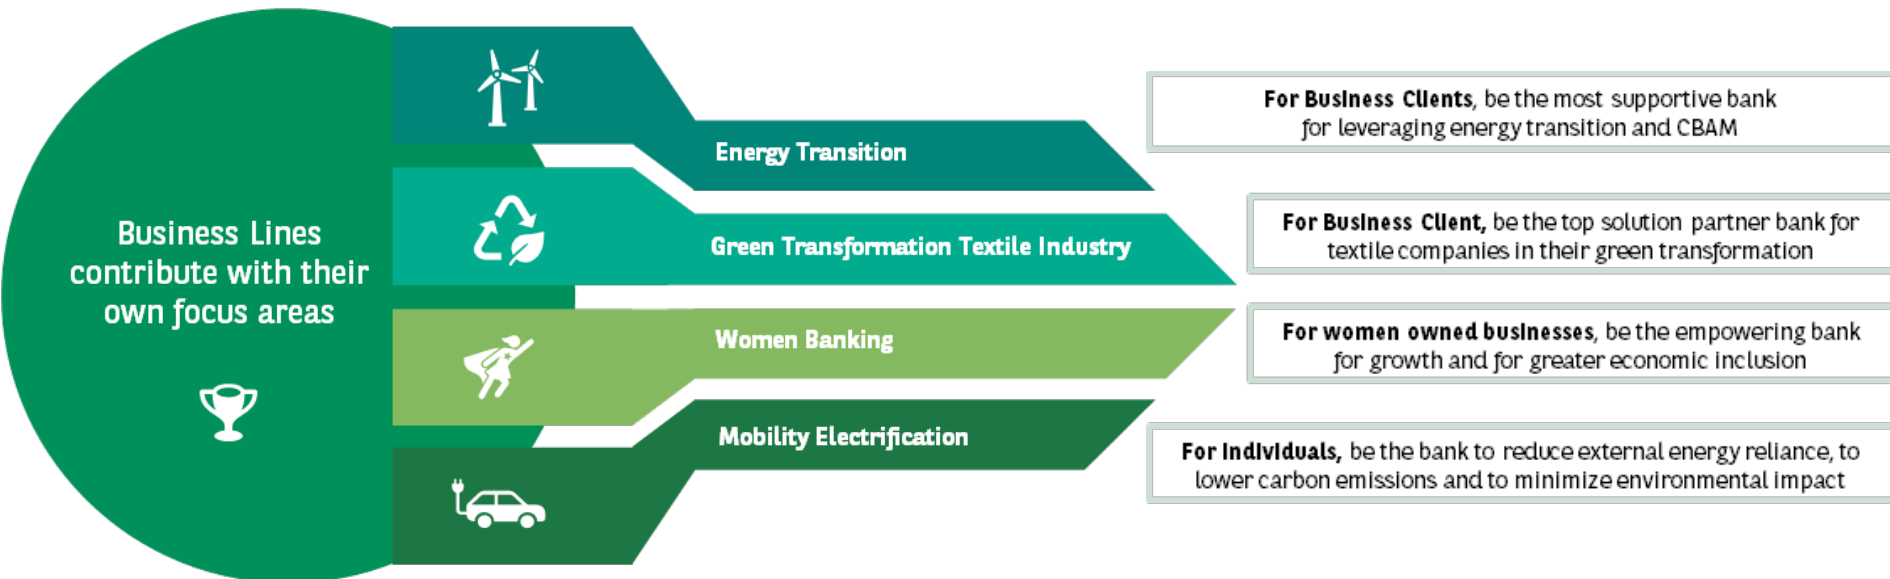 Business Lines
contribute with their
own focus areas
Energy Transition
For Business Clients, be the most supportive bank
for leveraging energy transition and CBAM
Green Transformation Textile Industry
For Business Client, be the top solution partner bank for
textile companies in their green transformation
Women Banking
For women owned businesses, be the empowering bank
for growth and for greater economic inclusion
Mobility Electrification
For Individuals, be the bank to reduce external energy reliance, to
lower carbon emissions and to minimize environmental impact